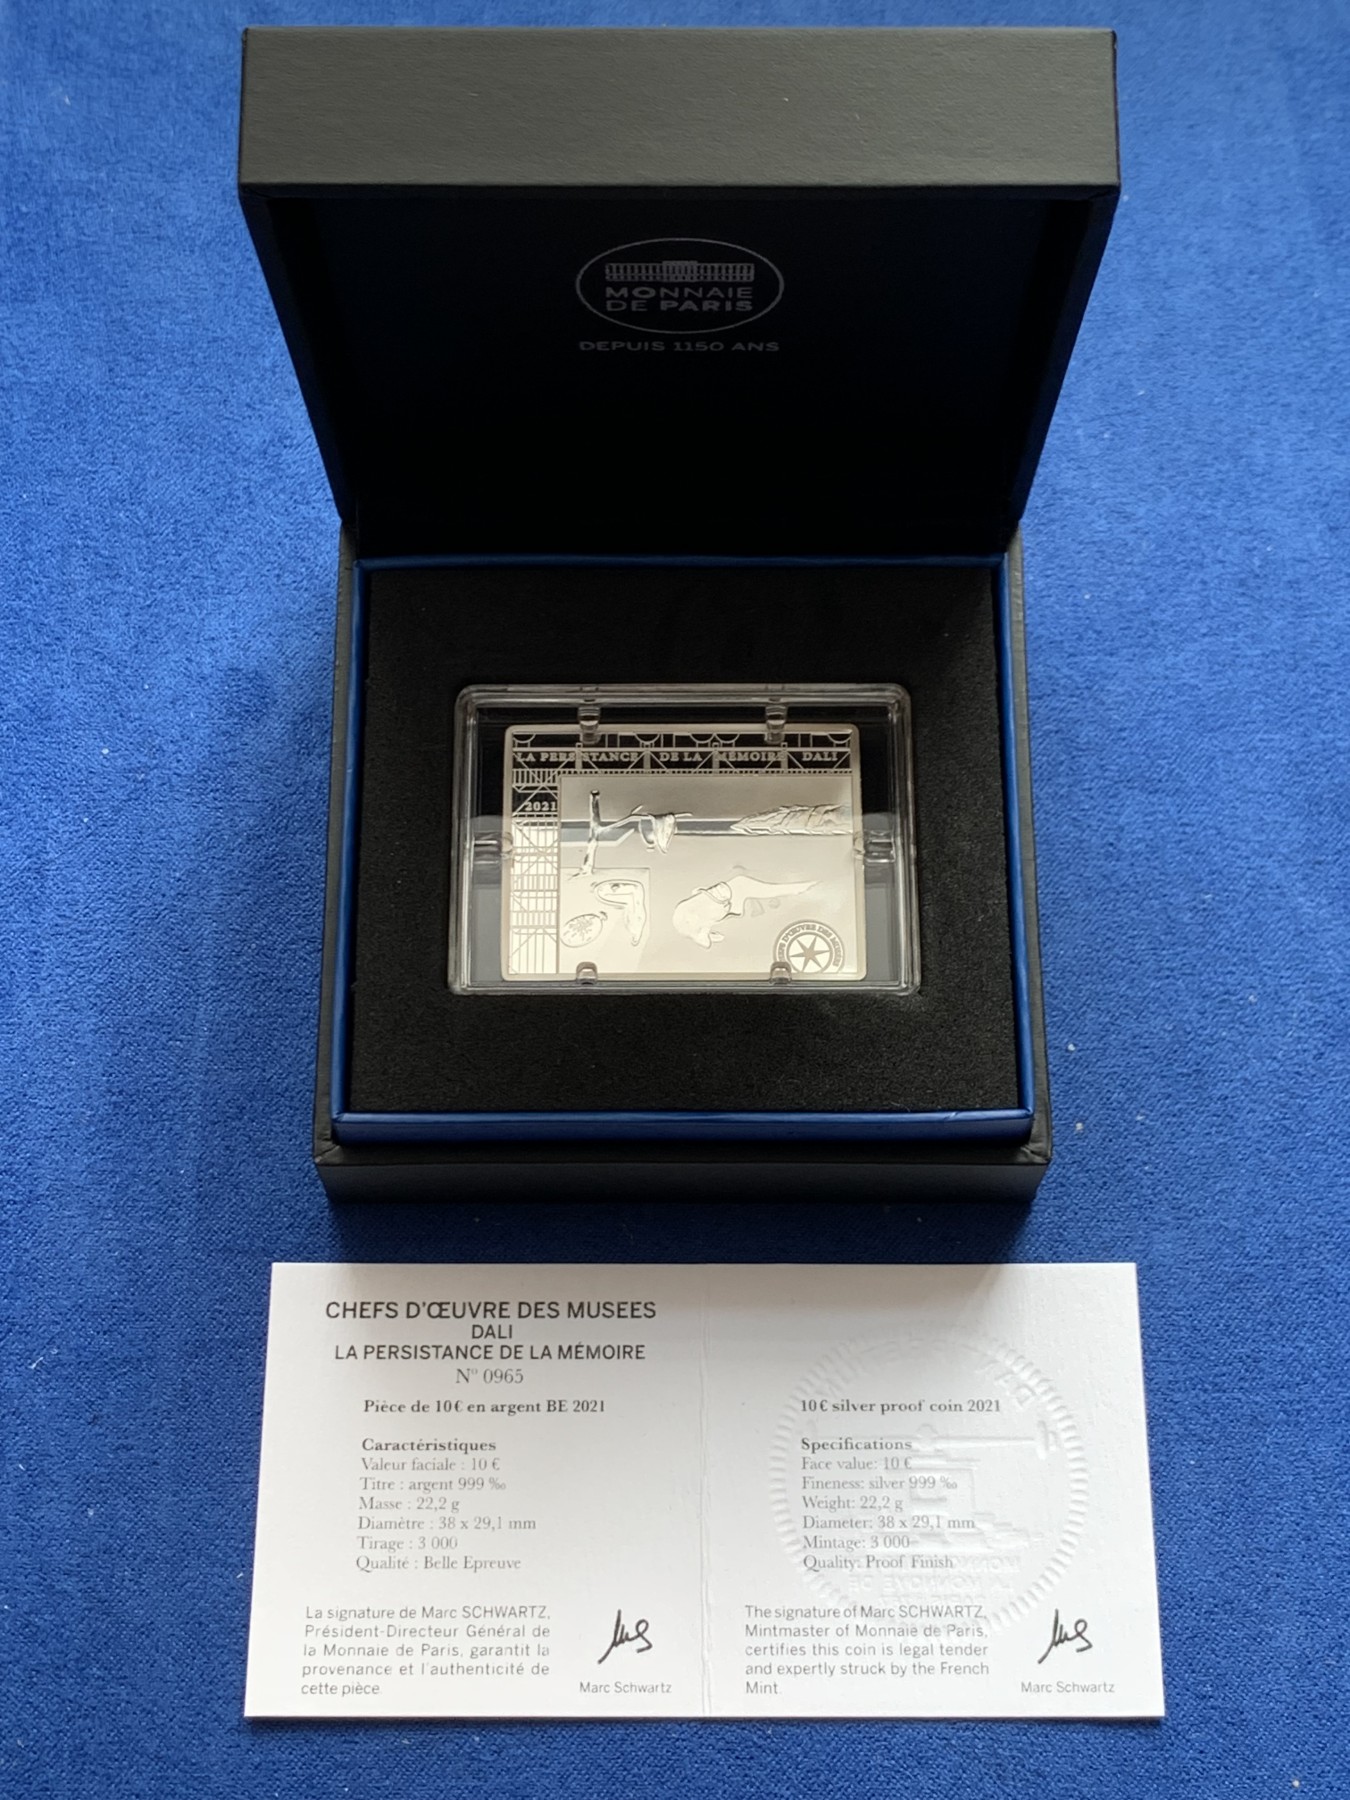 MONNAIE
DE PARIS
DEPUIS 1150 ANS
LA PERSISTANCE DE LA MÉMOIRE DALI
2021
D'ŒUVRE DES MUSÉES
CHEFS D'ŒUVRE DES MUSEES
DALI
LA PERSISTANCE DE LA MÉMOIRE
N° 0965
Pièce de 10€ en argent BE 2021
Caractéristiques
Valeur faciale : 10 €
Titre : argent 999 ‰
Masse : 22,2 g
Diamètre : 38 x 29,1 mm
Tirage : 3 000
Qualité : Belle Epreuve
La signature de Marc SCHWARTZ,
Président-Directeur Général de
la Monnaie de Paris, garantit la
provenance et l'authenticité de
cette pièce.
Marc Schwartz
10€ silver proof coin 2021
Specifications
Face value: 10 €
Fineness: silver 999 ‰
Weight: 22,2 g
Diameter: 38 x 29,1 mm
Mintage: 3 000
Quality: Proof Finish
The signature of Marc SCHWARTZ,
Mintmaster of Monnaie de Paris,
certifies this coin is legal tender
and expertly struck by the French
Mint.
Marc Schwartz